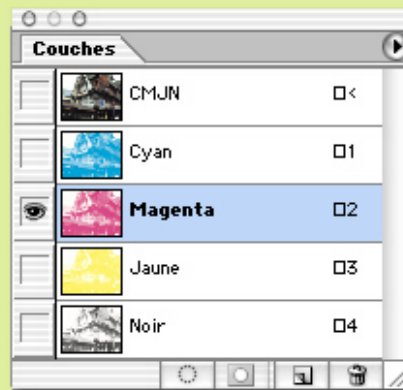 Couches
CMJN □<
Cyan □1
Magenta □2
Jaune □3
Noir □4